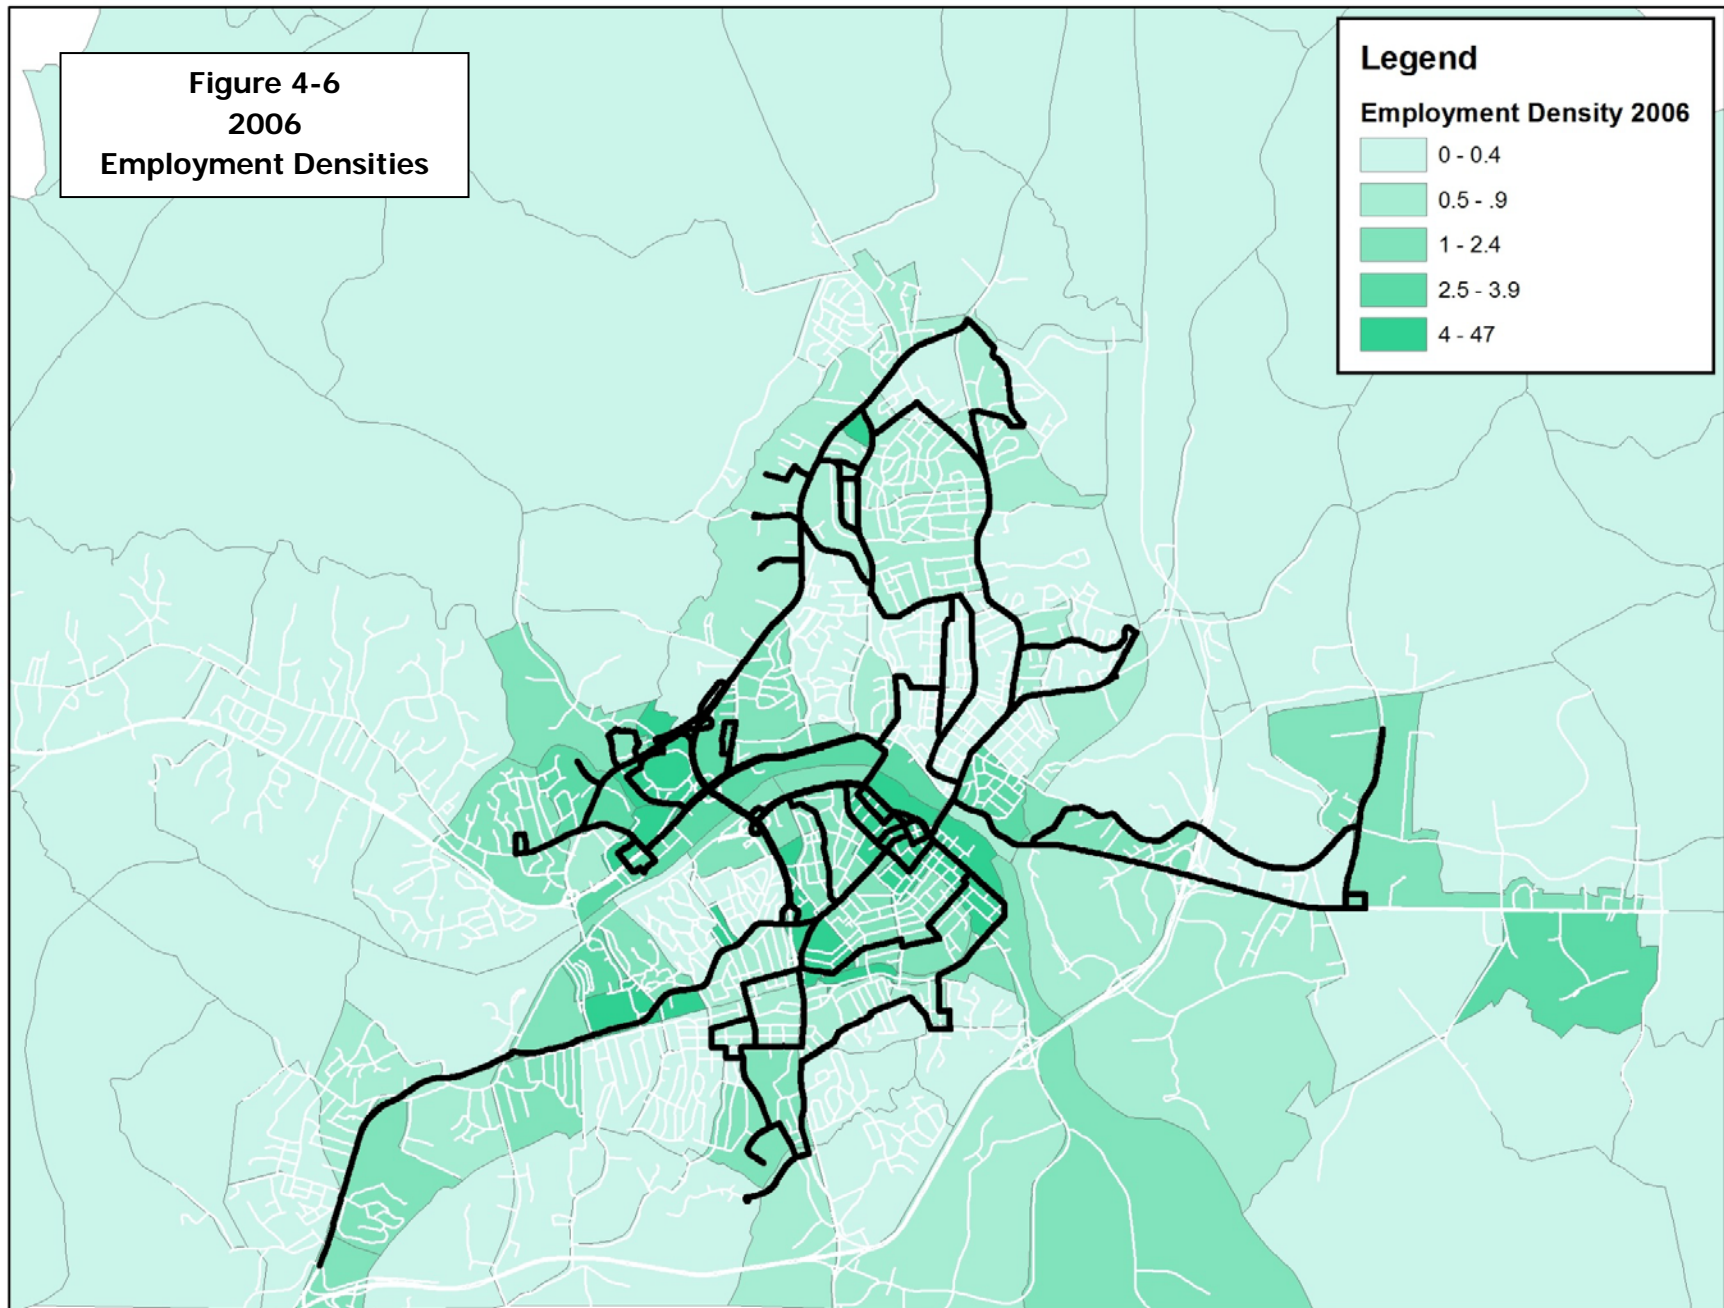 Figure 4-6
2006
Employment Densities
Legend
Employment Density 2006
0 - 0.4
0.5 - .9
1 - 2.4
2.5 - 3.9
4 - 47